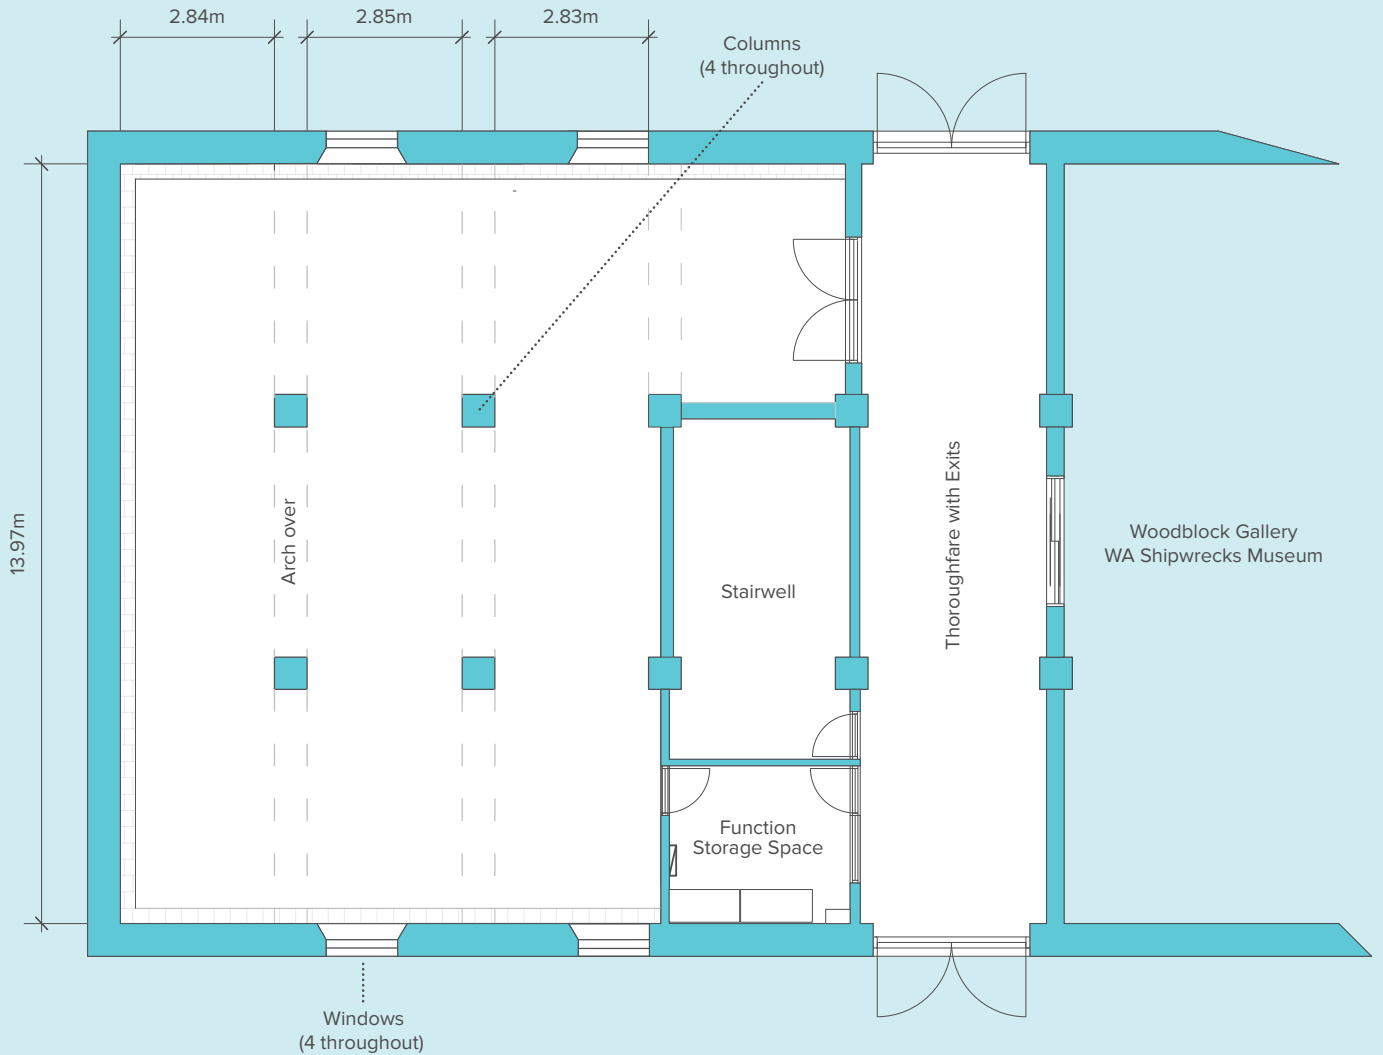 2.84m
2.85m
2.83m
Columns
(4 throughout)
13.97m
Arch over
Stairwell
Thoroughfare with Exits
Woodblock Gallery
WA Shipwrecks Museum
Function
Storage Space
Windows
(4 throughout)